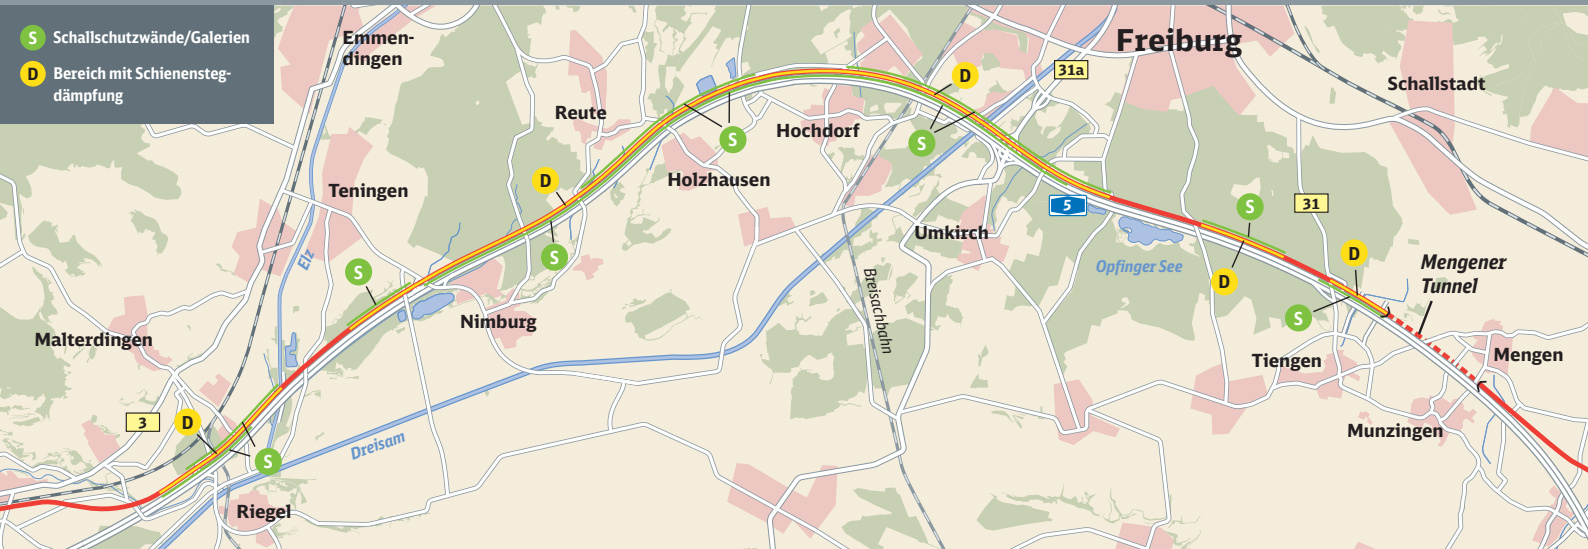 S Schallschutzwände/Galerien
D Bereich mit Schienensteg-
dämpfung
Emmen-
dingen
Freiburg
31a
D
Schallstadt
Reute
S
Hochdorf
S
Holzhausen
D
Teningen
5
S
31
Umkirch
Elz
S
S
Opfinger See
D
D
Mengener
Tunnel
Breisachbahn
S
Nimburg
Malterdingen
Tiengen
Mengen
3
D
Munzingen
Dreisam
S
Riegel